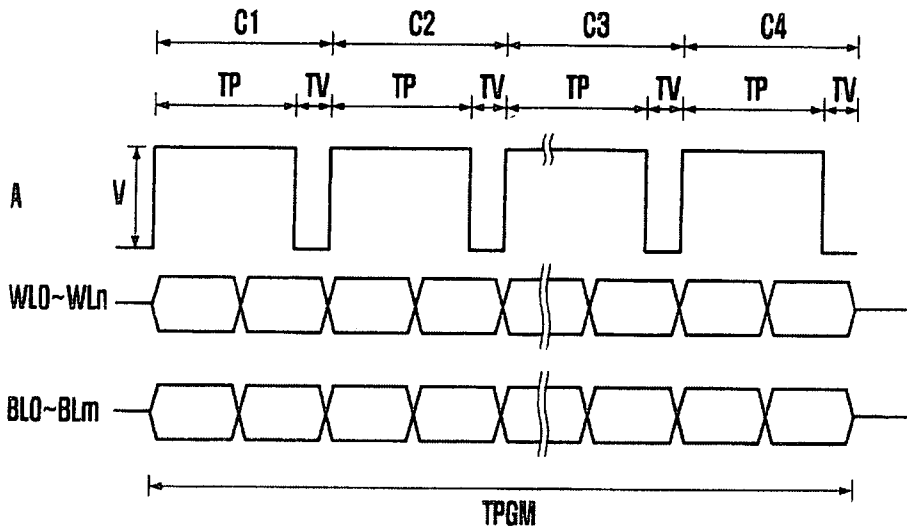 C1 C2 C3 C4
TP TV TP TV TP TV TP TV
A V
WL0~WLn
BL0~BLm
TPGM